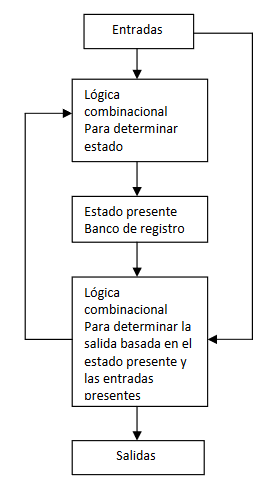 Entradas
Lógica
combinacional
Para determinar
estado
Estado presente
Banco de registro
Lógica
combinacional
Para determinar la
salida basada en el
estado presente y
las entradas
presentes
Salidas